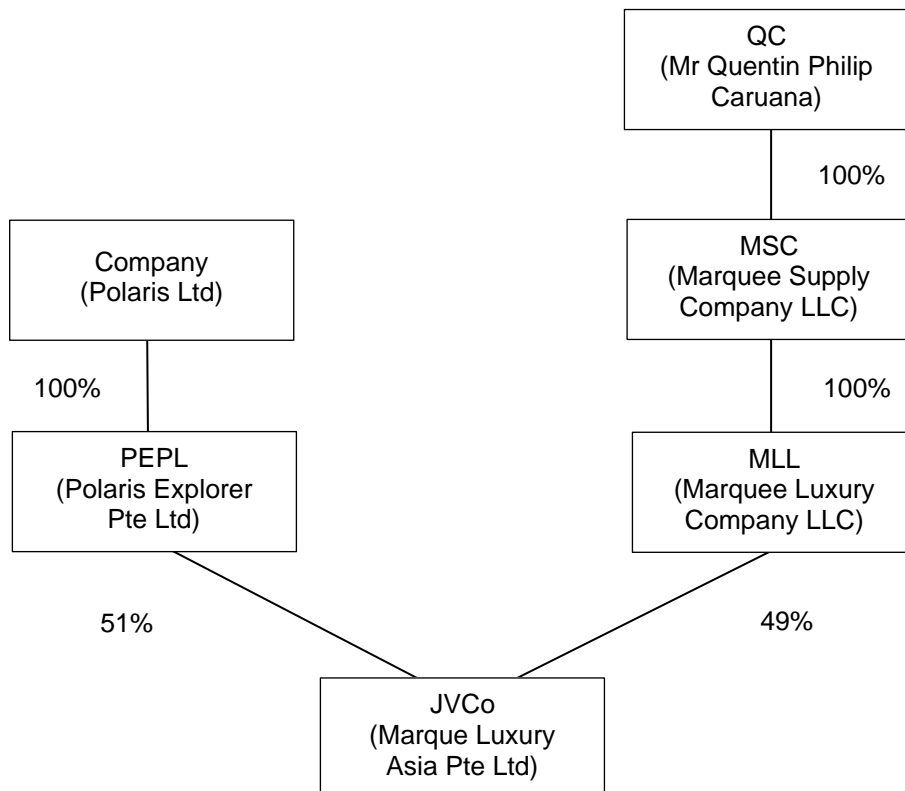 QC
(Mr Quentin Philip
Caruana)
100%
Company
(Polaris Ltd)
MSC
(Marquee Supply
Company LLC)
100%
100%
PEPL
(Polaris Explorer
Pte Ltd)
MLL
(Marquee Luxury
Company LLC)
51%
49%
JVCo
(Marque Luxury
Asia Pte Ltd)